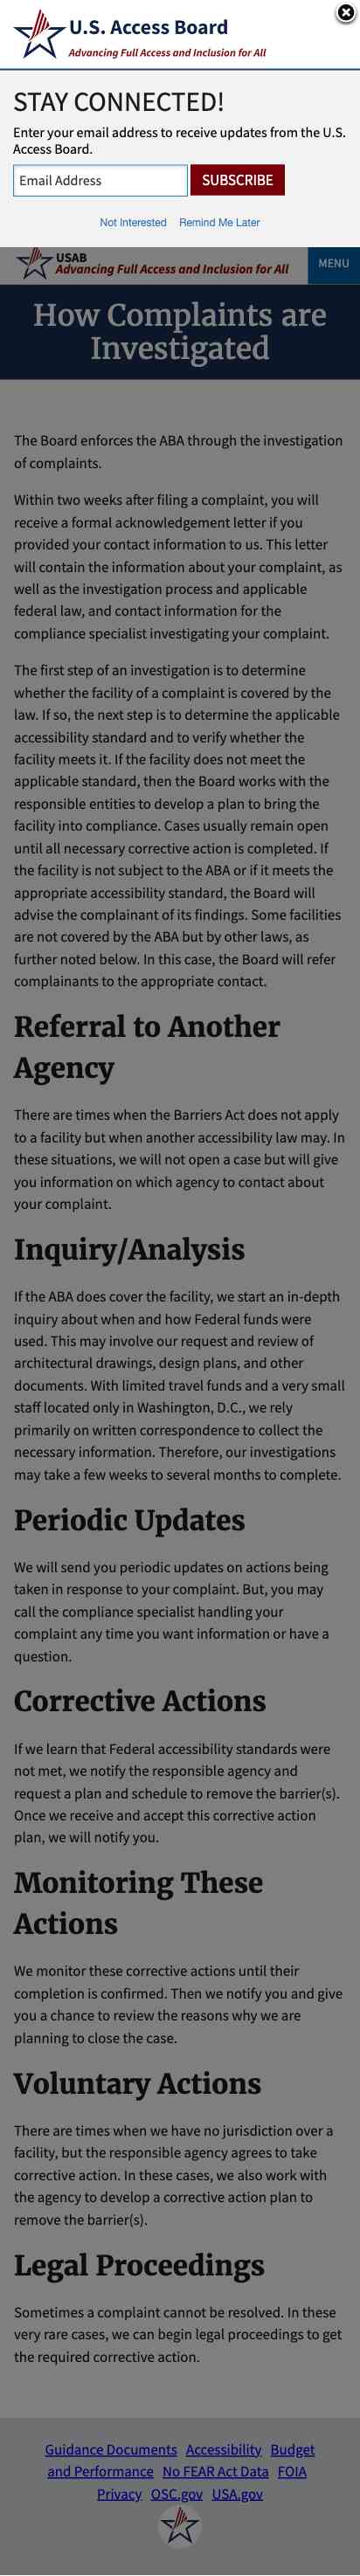 U.S. Access Board
Advancing Full Access and Inclusion for All
STAY CONNECTED!
Enter your email address to receive updates from the U.S.
Access Board.
Email Address
SUBSCRIBE
Not Interested Remind Me Later
USAB
Advancing Full Access and Inclusion for All
MENU
How Complaints are
Investigated
The Board enforces the ABA through the investigation
of complaints.
Within two weeks after filing a complaint, you will
receive a formal acknowledgement letter if you
provided your contact information to us. This letter
will contain the information about your complaint, as
well as the investigation process and applicable
federal law, and contact information for the
compliance specialist investigating your complaint.
The first step of an investigation is to determine
whether the facility of a complaint is covered by the
law. If so, the next step is to determine the applicable
accessibility standard and to verify whether the
facility meets it. If the facility does not meet the
applicable standard, then the Board works with the
responsible entities to develop a plan to bring the
facility into compliance. Cases usually remain open
until all necessary corrective action is completed. If
the facility is not subject to the ABA or if it meets the
appropriate accessibility standard, the Board will
advise the complainant of its findings. Some facilities
are not covered by the ABA but by other laws, as
further noted below. In this case, the Board will refer
complainants to the appropriate contact.
Referral to Another
Agency
There are times when the Barriers Act does not apply
to a facility but when another accessibility law may. In
these situations, we will not open a case but will give
you information on which agency to contact about
your complaint.
Inquiry/Analysis
If the ABA does cover the facility, we start an in-depth
inquiry about when and how Federal funds were
used. This may involve our request and review of
architectural drawings, design plans, and other
documents. With limited travel funds and a very small
staff located only in Washington, D.C., we rely
primarily on written correspondence to collect the
necessary information. Therefore, our investigations
may take a few weeks to several months to complete.
Periodic Updates
We will send you periodic updates on actions being
taken in response to your complaint. But, you may
call the compliance specialist handling your
complaint any time you want information or have a
question.
Corrective Actions
If we learn that Federal accessibility standards were
not met, we notify the responsible agency and
request a plan and schedule to remove the barrier(s).
Once we receive and accept this corrective action
plan, we will notify you.
Monitoring These
Actions
We monitor these corrective actions until their
completion is confirmed. Then we notify you and give
you a chance to review the reasons why we are
planning to close the case.
Voluntary Actions
There are times when we have no jurisdiction over a
facility, but the responsible agency agrees to take
corrective action. In these cases, we also work with
the agency to develop a corrective action plan to
remove the barrier(s).
Legal Proceedings
Sometimes a complaint cannot be resolved. In these
very rare cases, we can begin legal proceedings to get
the required corrective action.
Guidance Documents Accessibility Budget
and Performance No FEAR Act Data FOIA
Privacy OSC.gov USA.gov